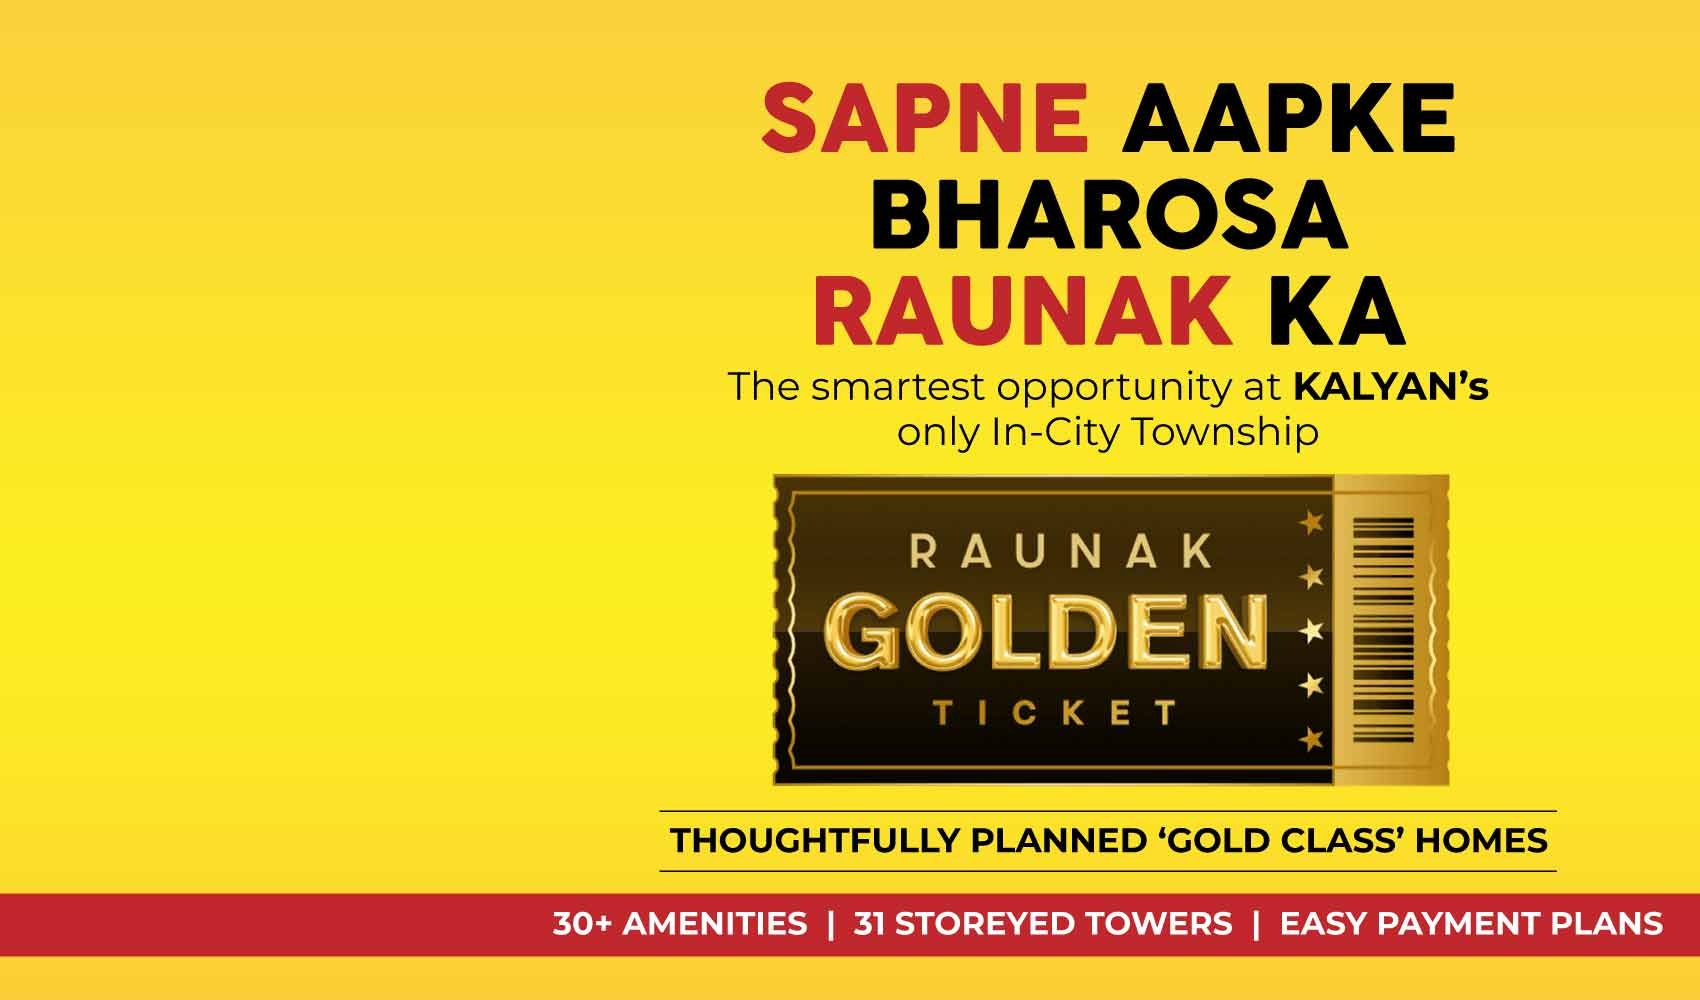 SAPNE AAPKE
BHAROSA
RAUNAK KA
The smartest opportunity at KALYAN’s
only In-City Township
RAUNAK
GOLDEN
TICKET
THOUGHTFULLY PLANNED ‘GOLD CLASS’ HOMES
30+ AMENITIES | 31 STOREYED TOWERS | EASY PAYMENT PLANS